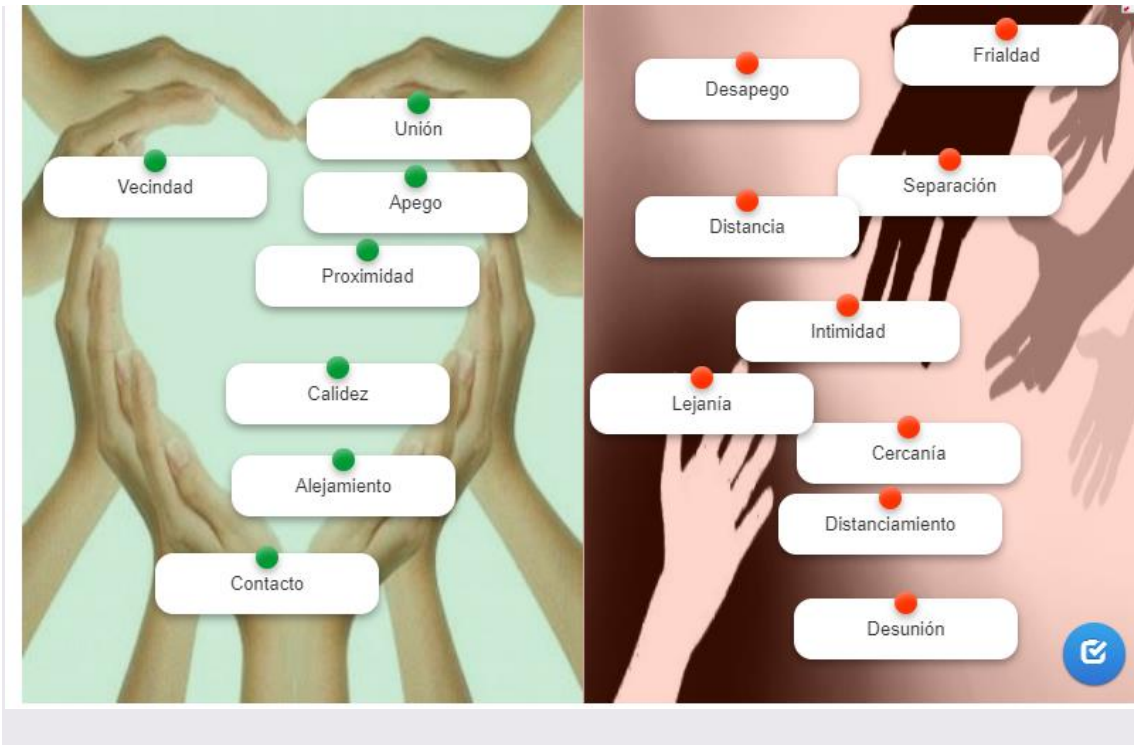 Unión
Vecindad
Apego
Proximidad
Calidez
Alejamiento
Contacto
Frialdad
Desapego
Separación
Distancia
Intimidad
Lejanía
Cercanía
Distanciamiento
Desunión